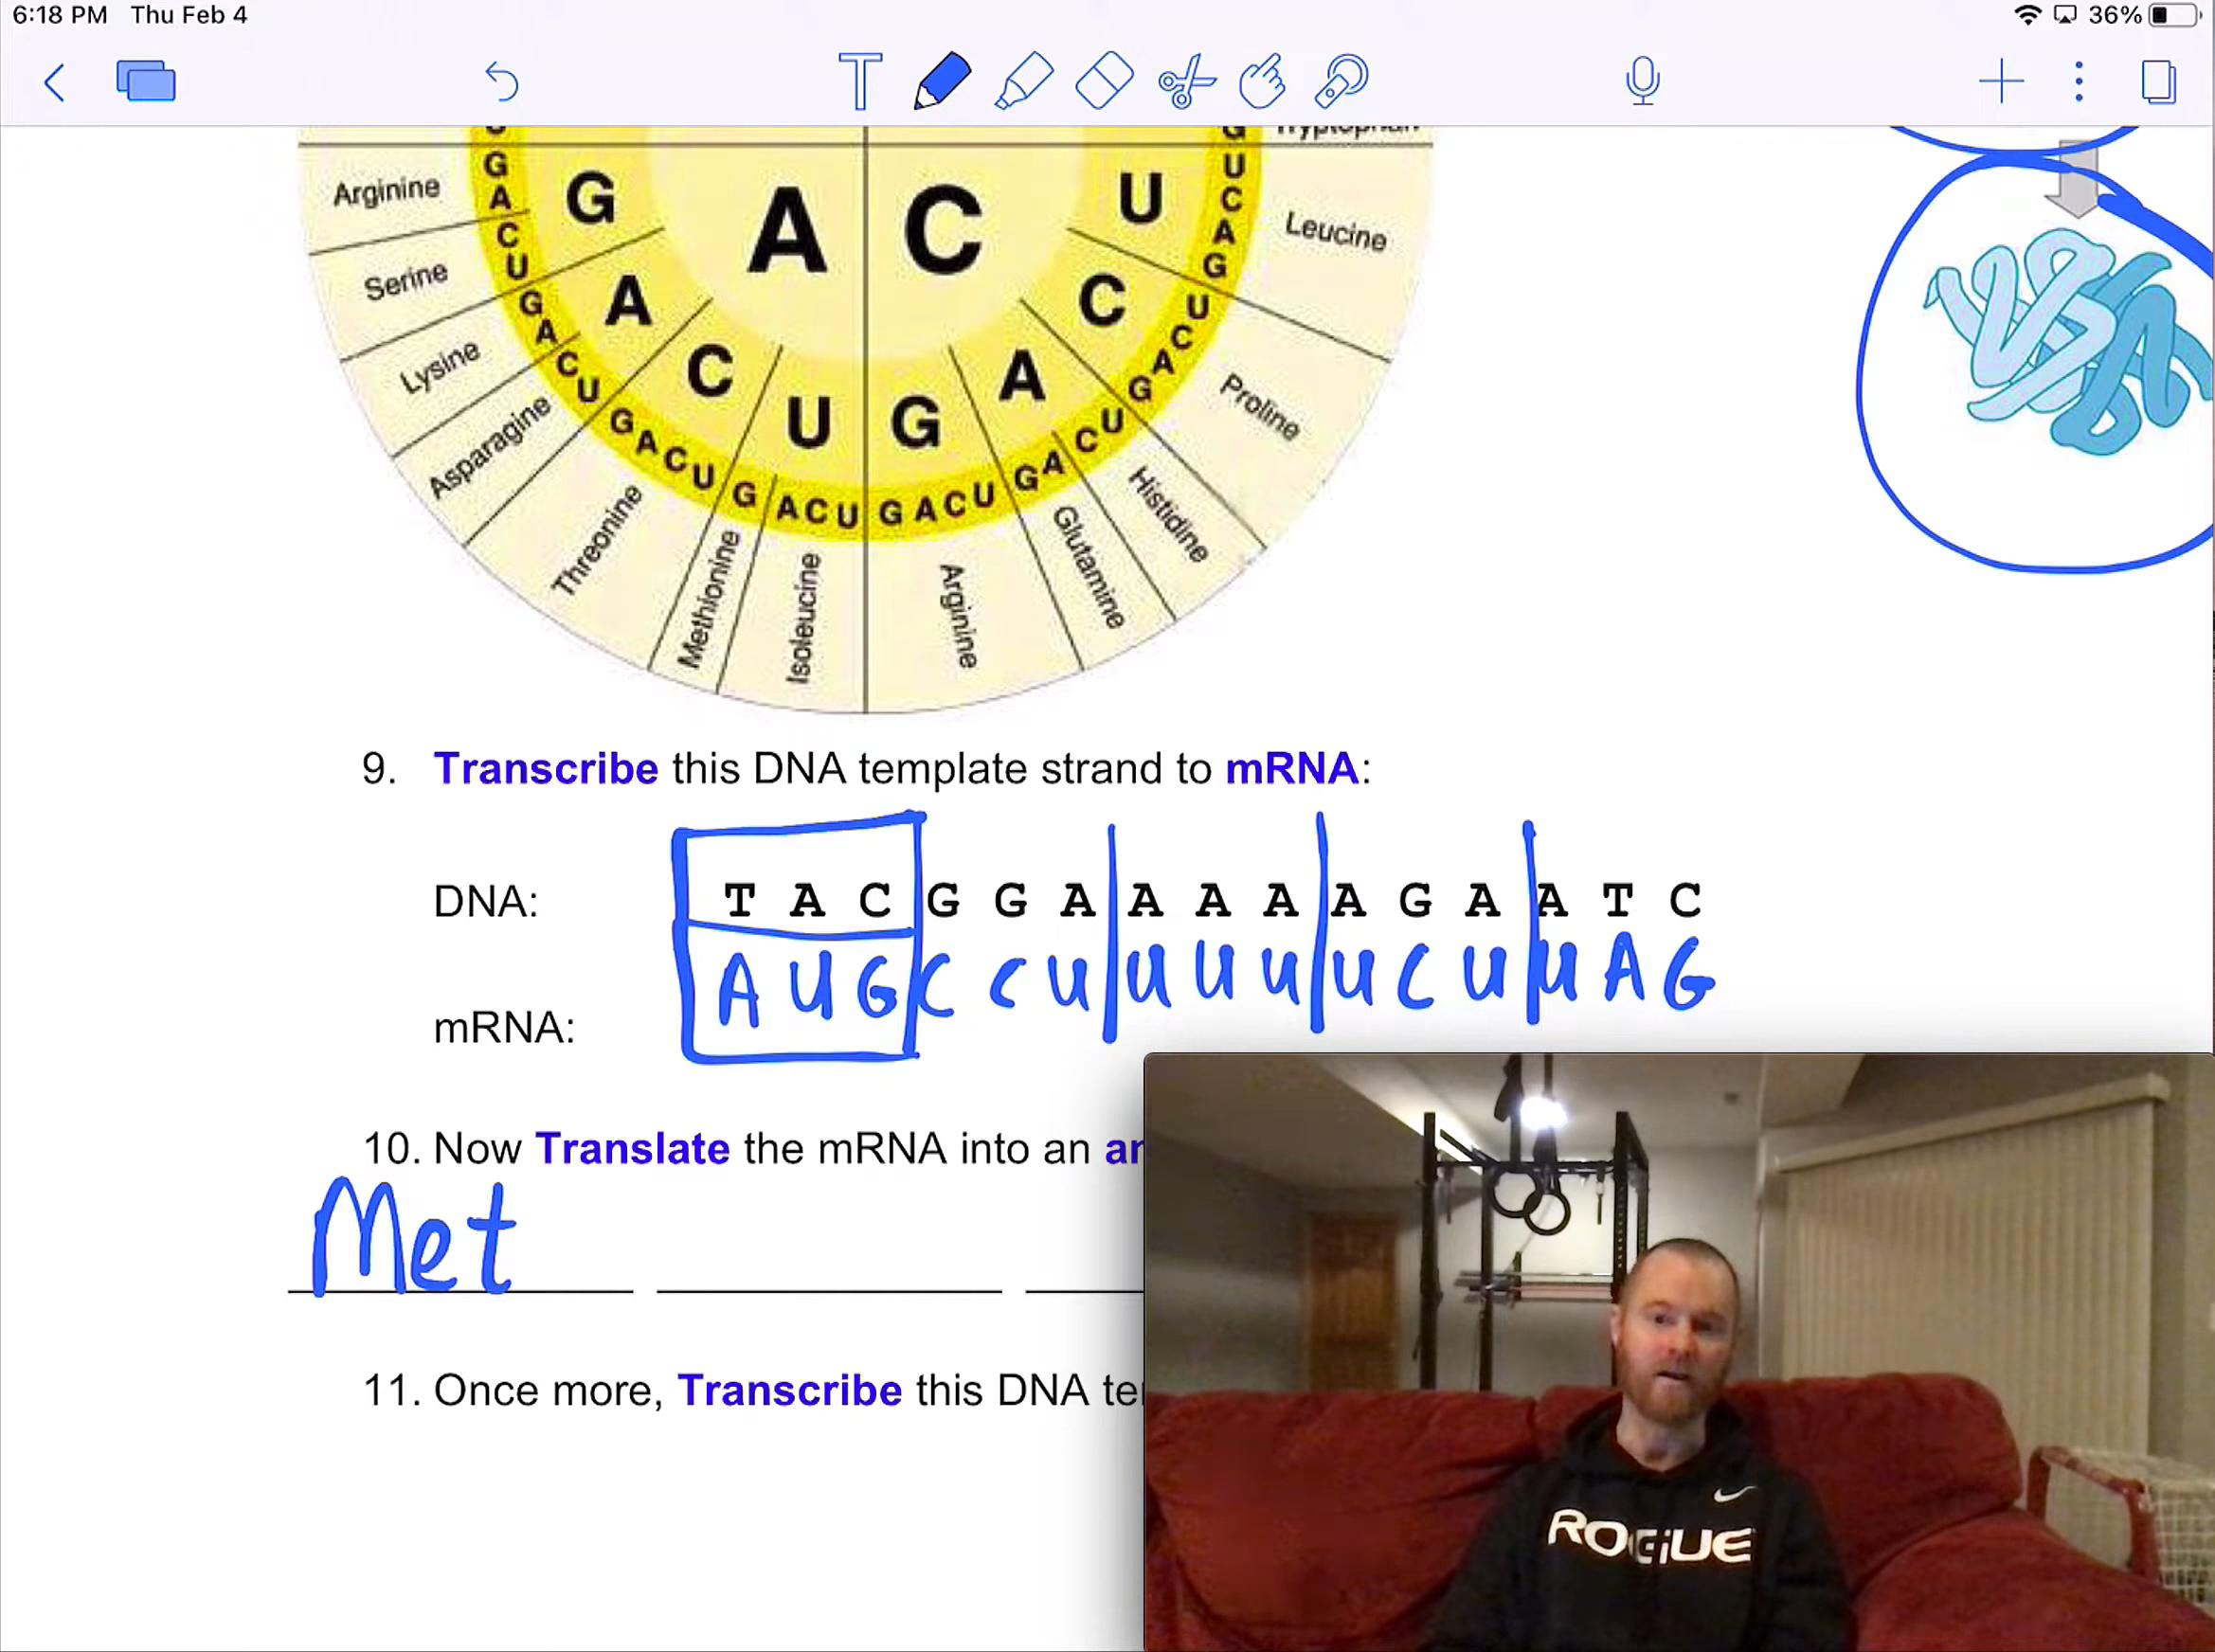 6:18 PM Thu Feb 4
36%
T
G
U
G A C U
G A C U
G A C U
G A C U
G A C U
G A C U
U C A G
U C A G
A C
G A C U
G A C U
Arginine
Serine
Lysine
Asparagine
Threonine
Methionine
Isoleucine
Arginine
Glutamine
Histidine
Proline
Leucine
9. Transcribe this DNA template strand to mRNA:
DNA: T A C G G A A A A A G A A T C
mRNA: A U G C C U U U U U C U U A G
10. Now Translate the mRNA into an
Met
11. Once more, Transcribe this DNA
ROGUE